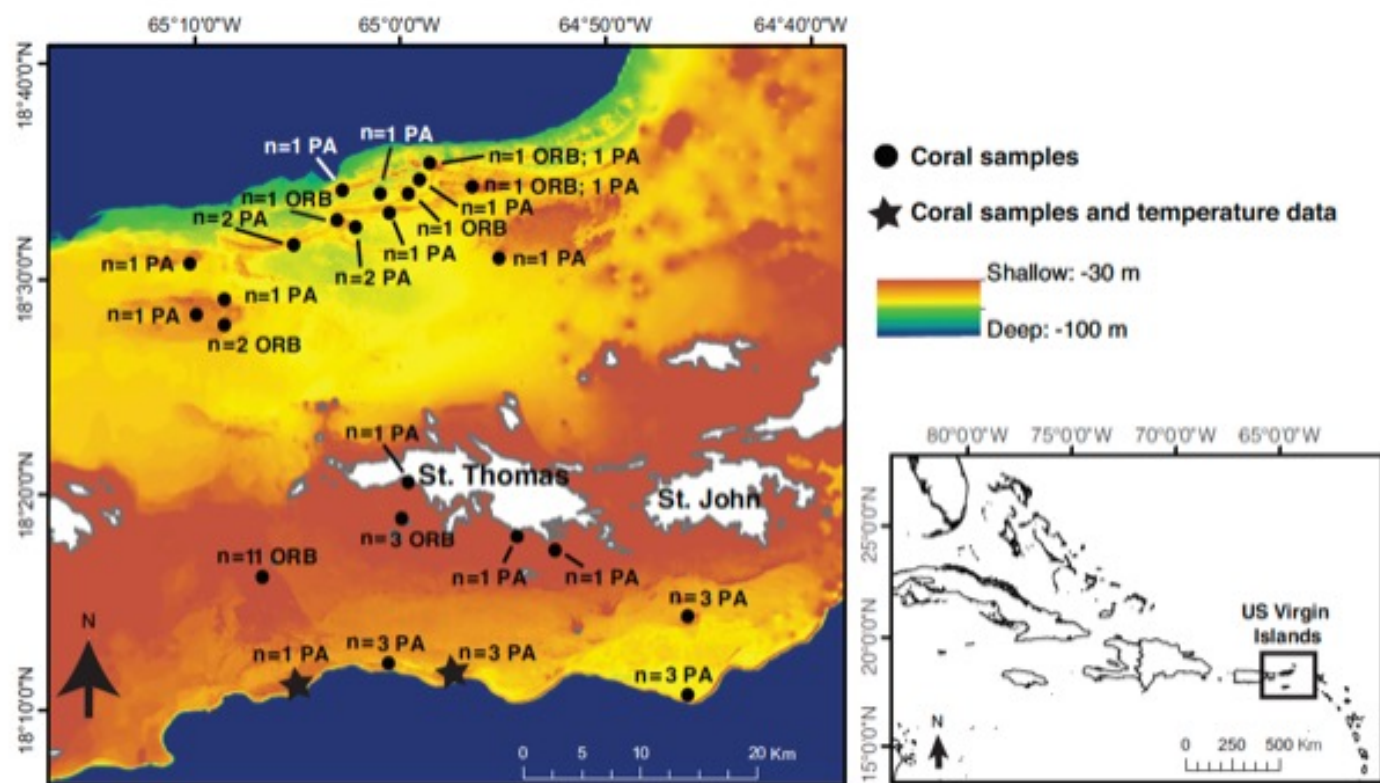 65°10'0"W
65°0'0"W
64°50'0"W
64°40'0"W
18°40'0"N
18°30'0"N
18°20'0"N
18°10'0"N
n=1 PA
n=1 PA
n=1 ORB; 1 PA
n=1 ORB; 1 PA
n=1 ORB
n=1 PA
n=2 PA
n=1 ORB
n=1 PA
n=1 PA
n=1 PA
n=2 PA
n=1 PA
n=1 PA
n=2 ORB
n=1 PA
St. Thomas
St. John
n=3 ORB
n=11 ORB
n=1 PA
n=1 PA
n=3 PA
n=3 PA
n=1 PA
n=3 PA
n=3 PA
N
0 5 10 20 Km
Coral samples
Coral samples and temperature data
Shallow: -30 m
Deep: -100 m
80°0'0"W
75°0'0"W
70°0'0"W
65°0'0"W
25°0'0"N
20°0'0"N
15°0'0"N
US Virgin
Islands
N
0 250 500 Km